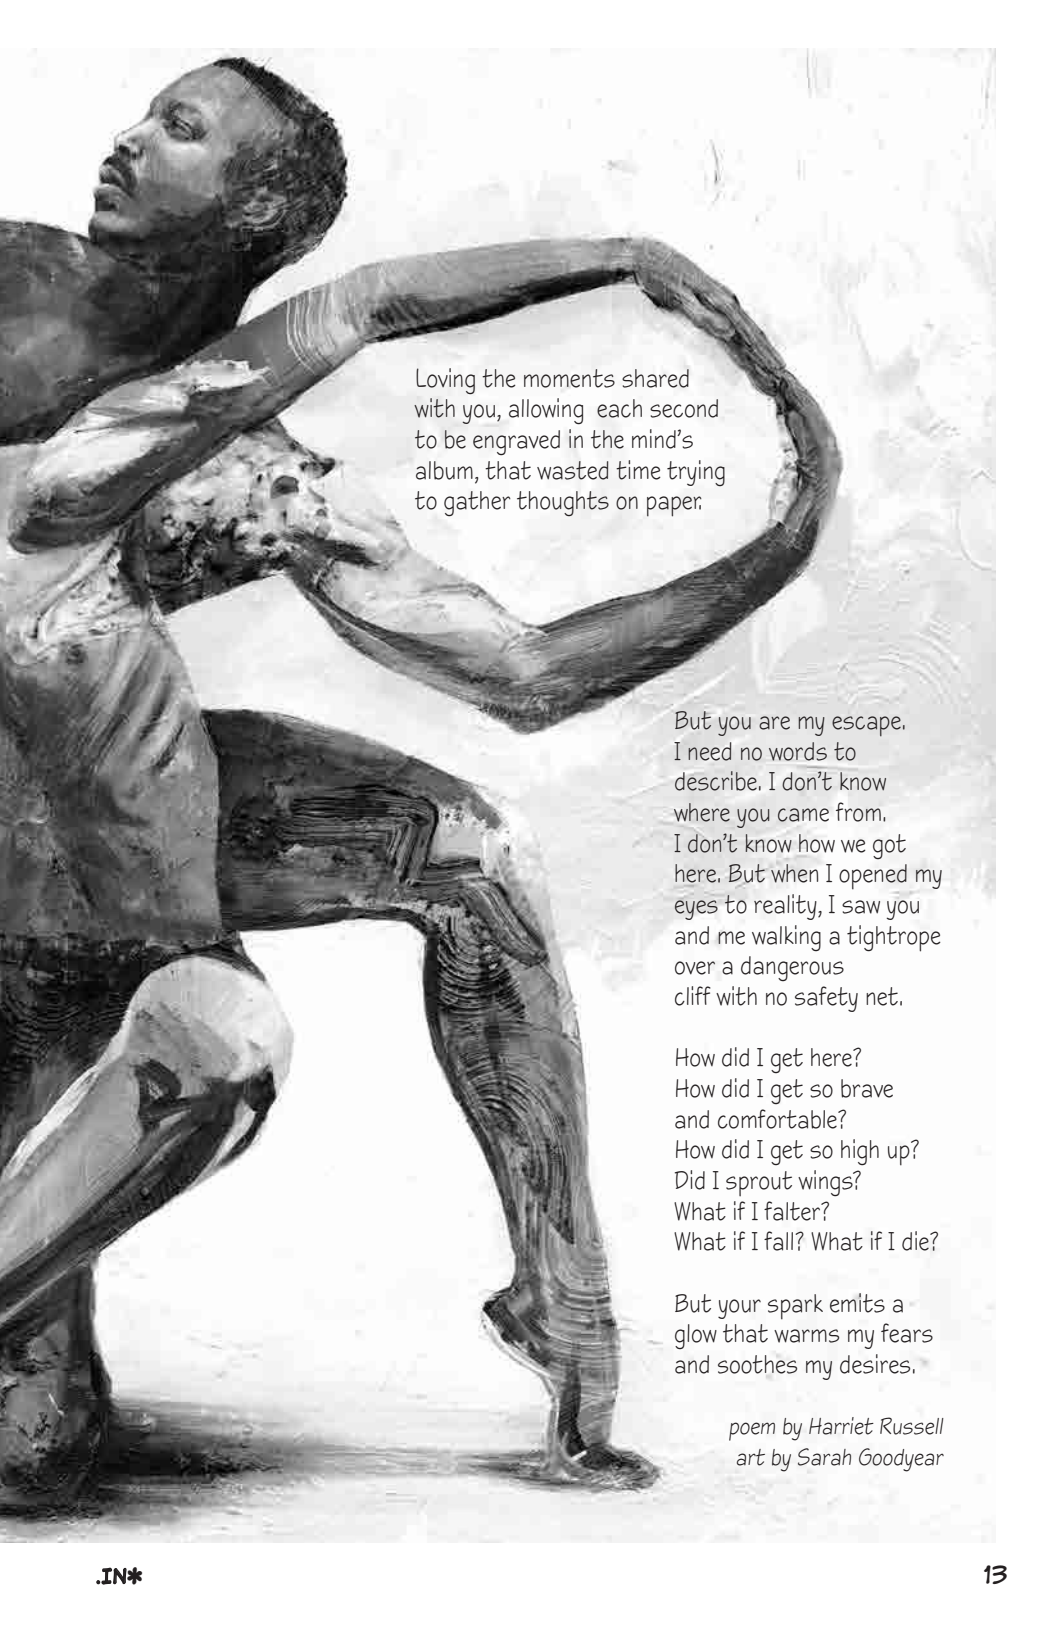 Loving the moments shared
with you, allowing  each second
to be engraved in the mind's
album, that wasted time trying
to gather thoughts on paper.
But you are my escape.
I need no words to
describe. I don't know
where you came from.
I don't know how we got
here. But when I opened my
eyes to reality, I saw you
and me walking a tightrope
over a dangerous
cliff with no safety net.
How did I get here?
How did I get so brave
and comfortable?
How did I get so high up?
Did I sprout wings?
What if I falter?
What if I fall? What if I die?
But your spark emits a
glow that warms my fears
and soothes my desires.
poem by Harriet Russell
art by Sarah Goodyear
.IN*
13